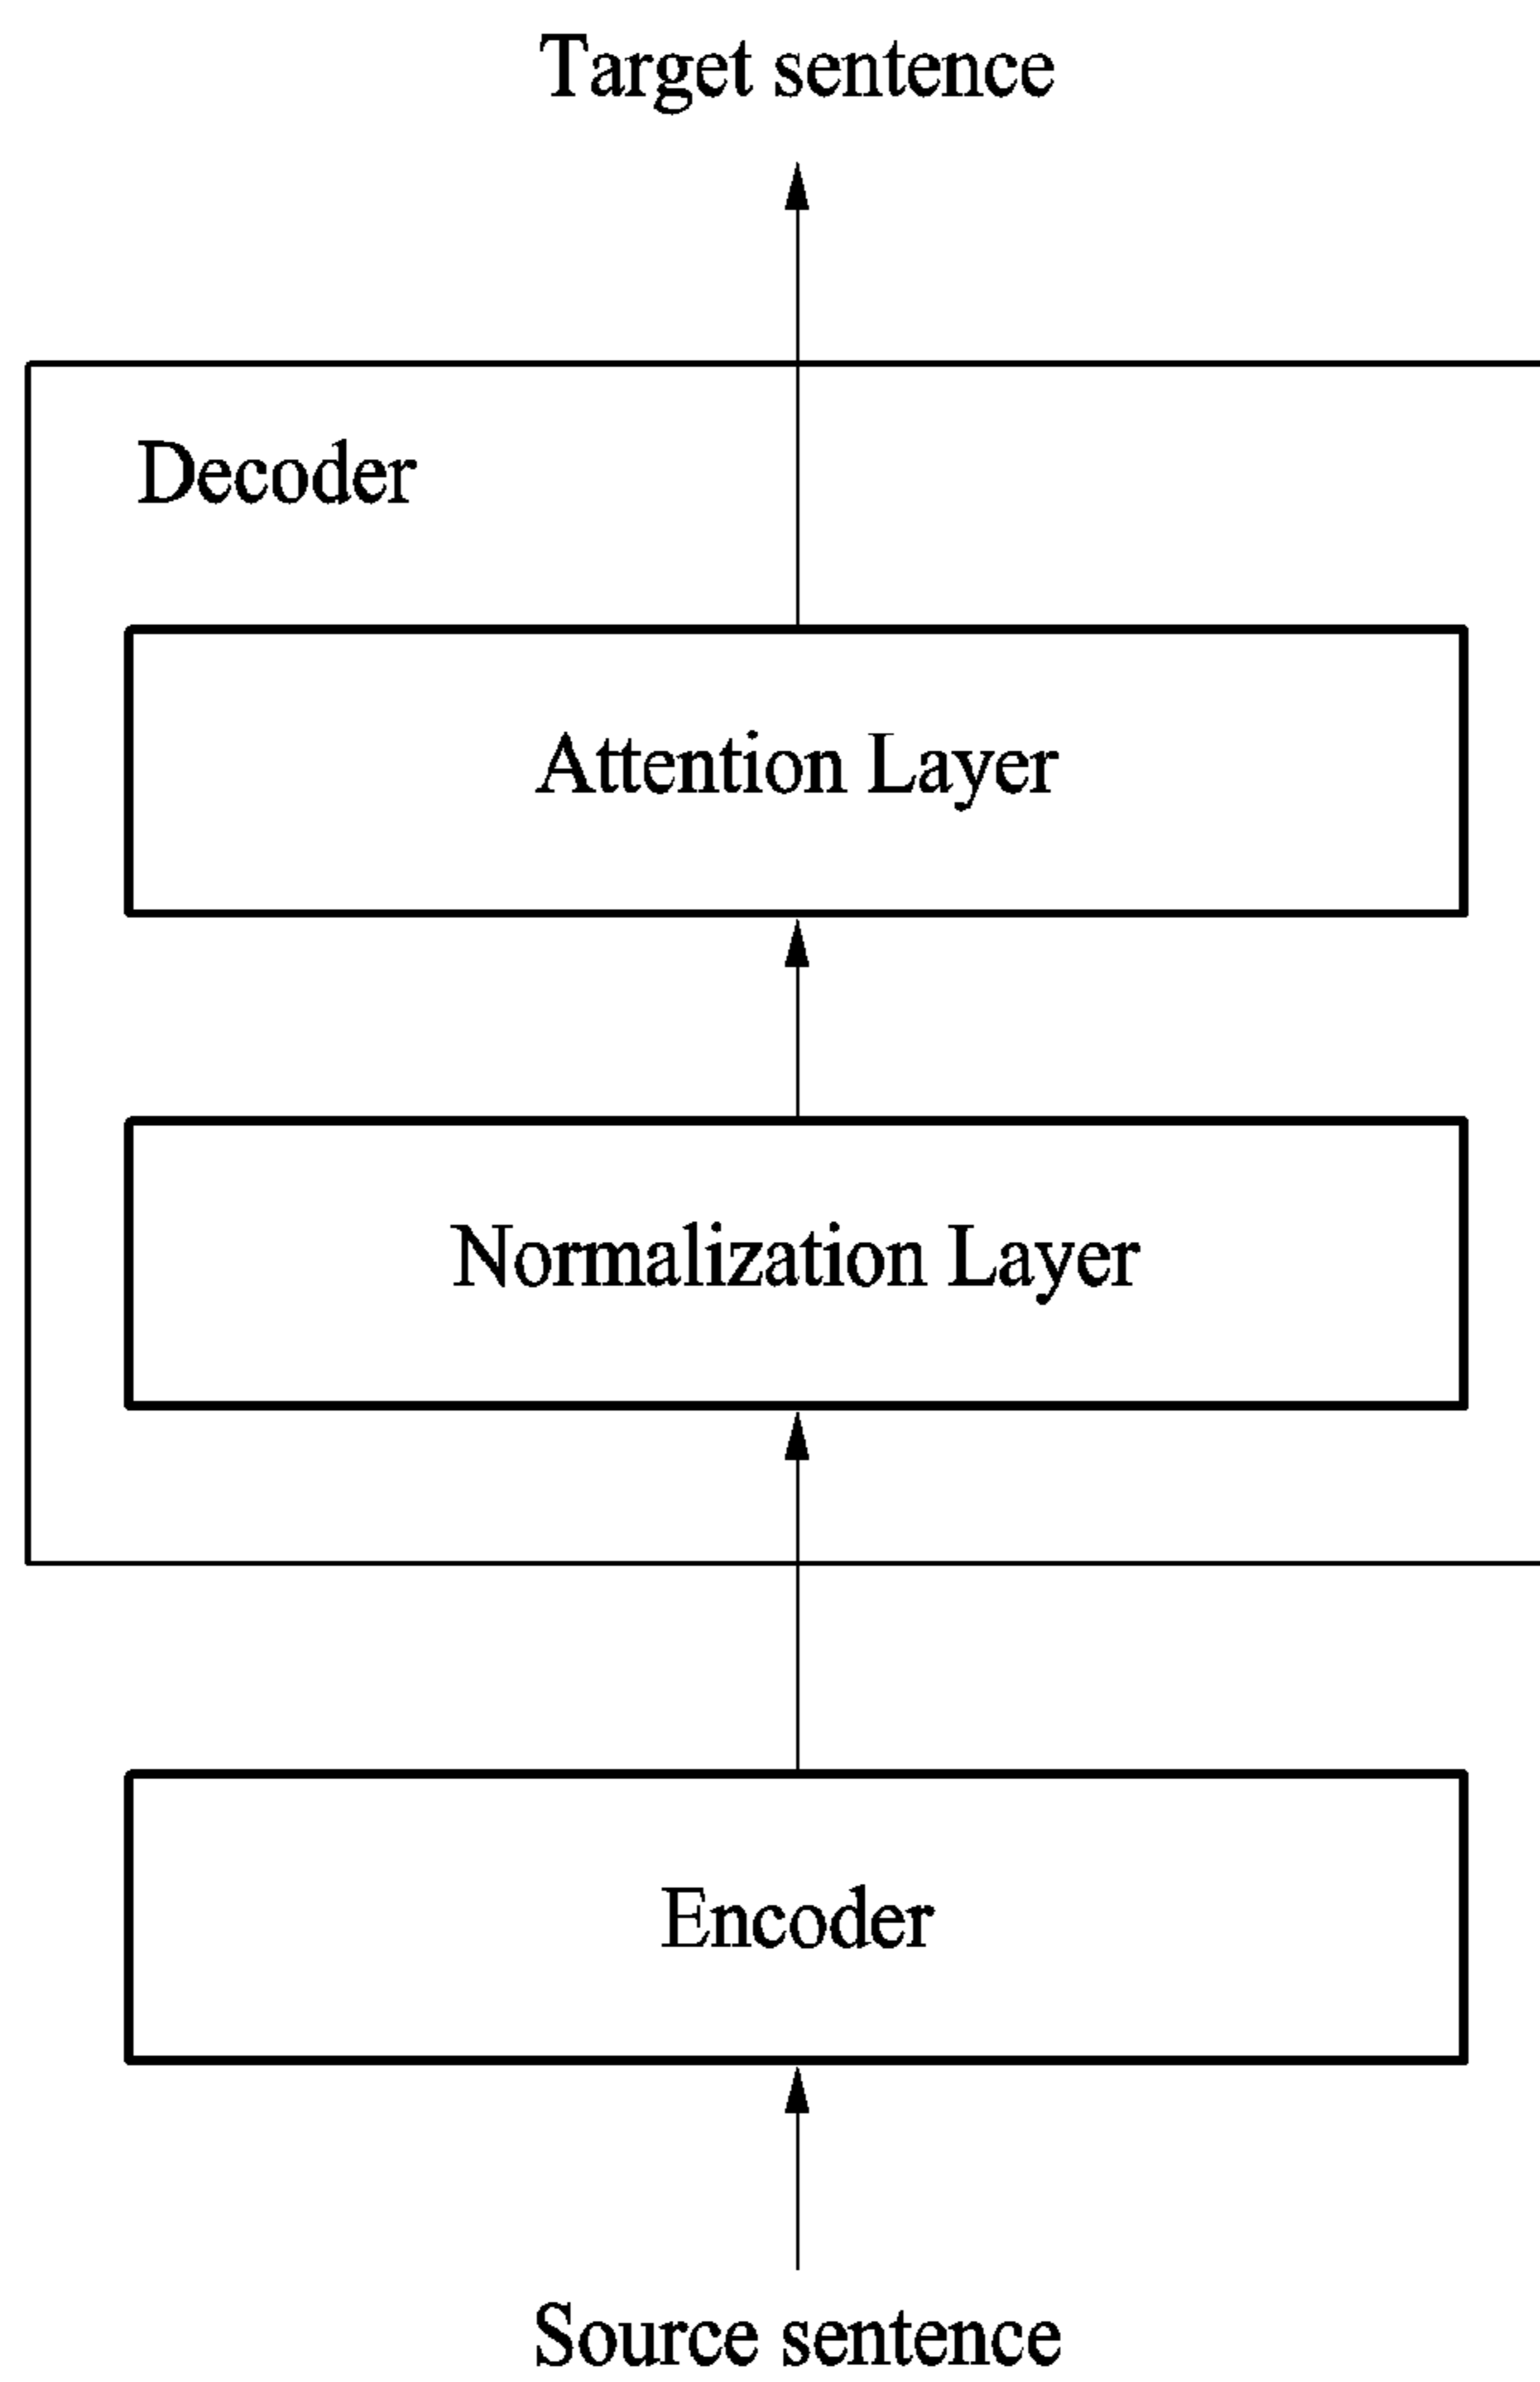 Target sentence
Decoder
Attention Layer
Normalization Layer
Encoder
Source sentence